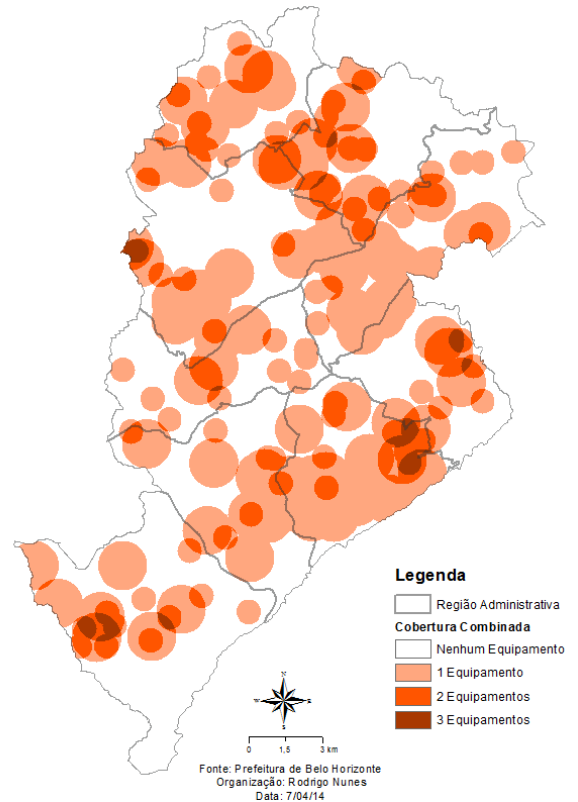 Legenda
Região Administrativa
Cobertura Combinada
Nenhum Equipamento
1 Equipamento
2 Equipamentos
3 Equipamentos
N
W E
S
0 1,5 3 km
Fonte: Prefeitura de Belo Horizonte
Organização: Rodrigo Nunes
Data: 7/04/14